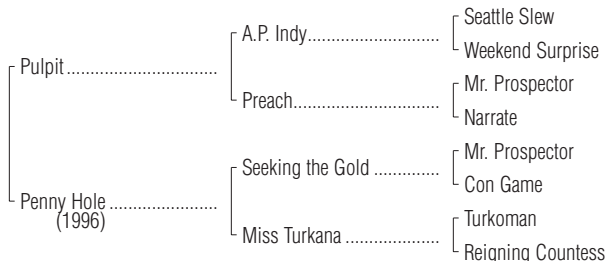 Seattle Slew
A.P. Indy............................
Weekend Surprise
Pulpit................................
Mr. Prospector
Preach...............................
Narrate
Mr. Prospector
Seeking the Gold ..............
Con Game
Penny Hole .......................
(1996)
Turkoman
Miss Turkana ....................
Reigning Countess